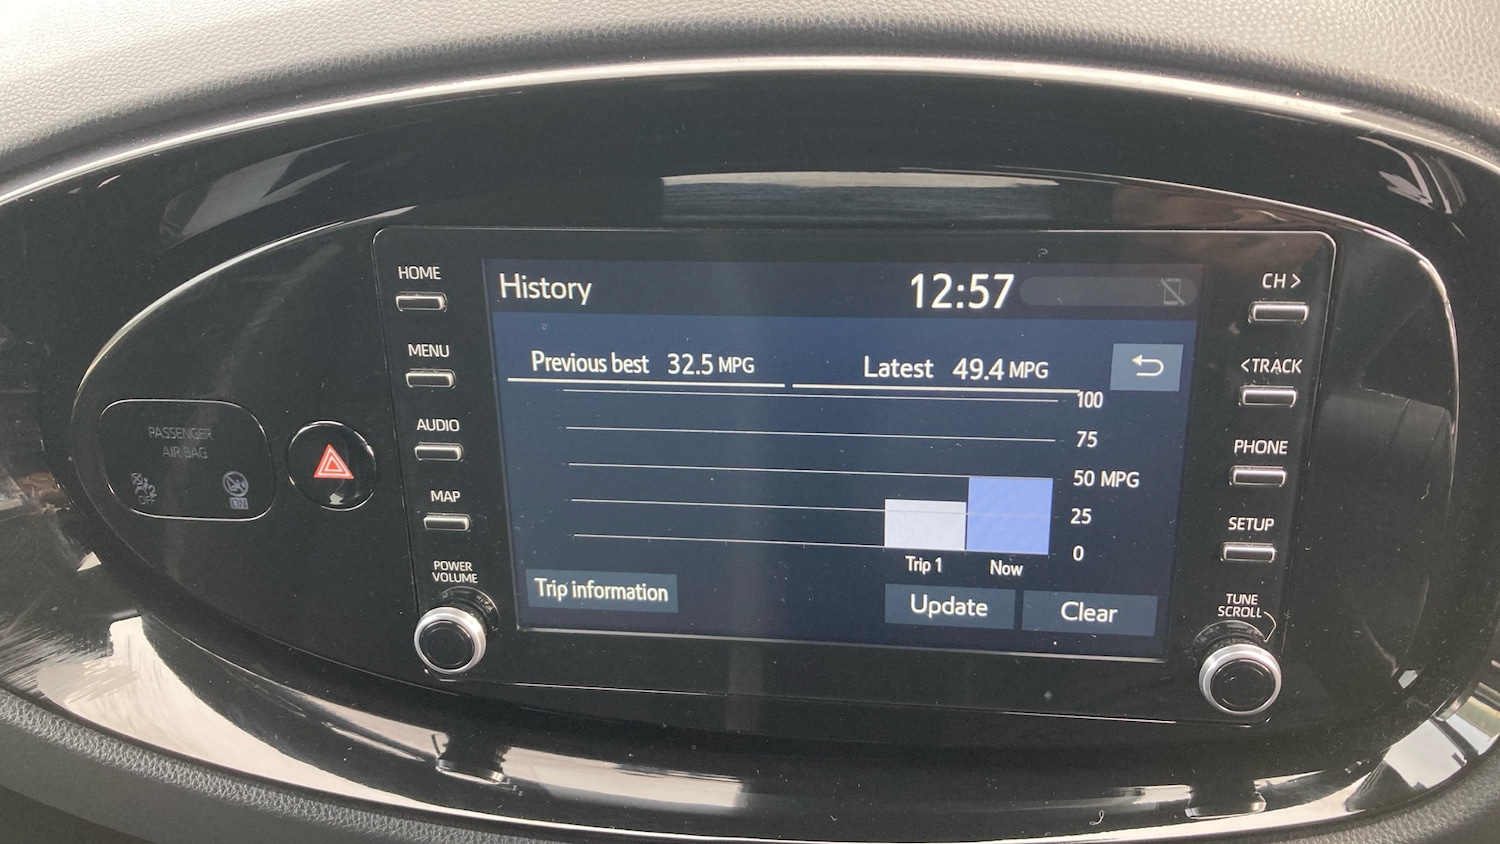 HOME
MENU
AUDIO
MAP
POWER
VOLUME
PASSENGER
AIR BAG
OFF
ON
History
12:57
Previous best 32.5 MPG
Latest 49.4 MPG
100
75
50 MPG
25
0
Trip 1
Now
Trip information
Update
Clear
CH >
< TRACK
PHONE
SETUP
TUNE
SCROLL